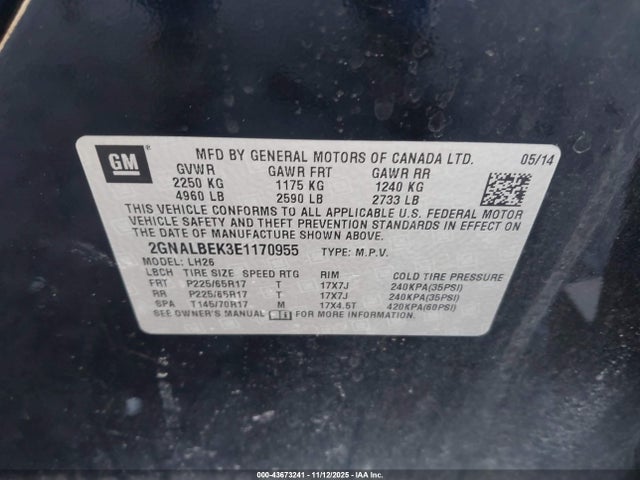 GM®
MFD BY GENERAL MOTORS OF CANADA LTD. 05/14
GVWR GAWR FRT GAWR RR
2250 KG 1175 KG 1240 KG
4960 LB 2590 LB 2733 LB
THIS VEHICLE CONFORMS TO ALL APPLICABLE U.S. FEDERAL MOTOR
VEHICLE SAFETY AND THEFT PREVENTION STANDARDS IN EFFECT ON
THE DATE OF MANUFACTURE SHOWN ABOVE.
2GNALBEK3E1170955 TYPE: M.P.V.
MODEL: LH26
LBCH TIRE SIZE SPEED RTG RIM COLD TIRE PRESSURE
FRT P225/65R17 T 17X7J 240KPA(35PSI)
RR P225/65R17 T 17X7J 240KPA(35PSI)
SPA T145/70R17 M 17X4.5T 420KPA(60PSI)
SEE OWNER'S MANUAL FOR MORE INFORMATION.
000-43673241 - 11/12/2025 - IAA Inc.